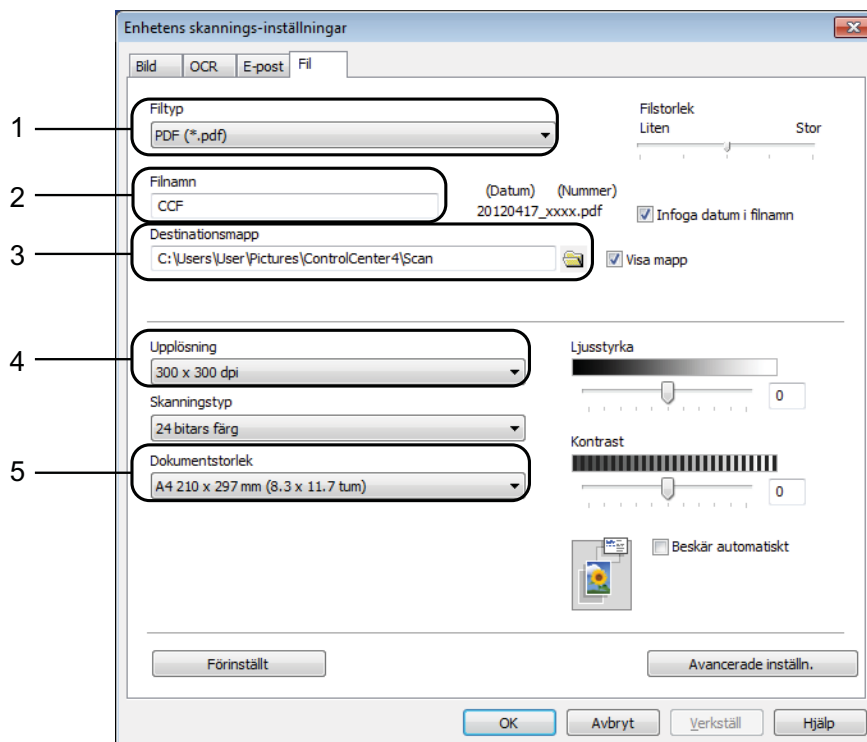 Enhetens skannings-inställningar
Bild OCR E-post Fil
1
Filtyp
PDF (*.pdf)
Filstorlek
Liten Stor
2
Filnamn
CCF
(Datum) (Nummer)
20120417_xxxx.pdf
Infoga datum i filnamn
3
Destinationsmapp
C:\Users\User\Pictures\ControlCenter4\Scan
Visa mapp
4
Upplösning
300 x 300 dpi
Ljusstyrka
0
Skanningstyp
24 bitars färg
Kontrast
0
5
Dokumentstorlek
A4 210 x 297 mm (8.3 x 11.7 tum)
Beskär automatiskt
Förinställt
Avancerade inställn.
OK Avbryt Verkställ Hjälp